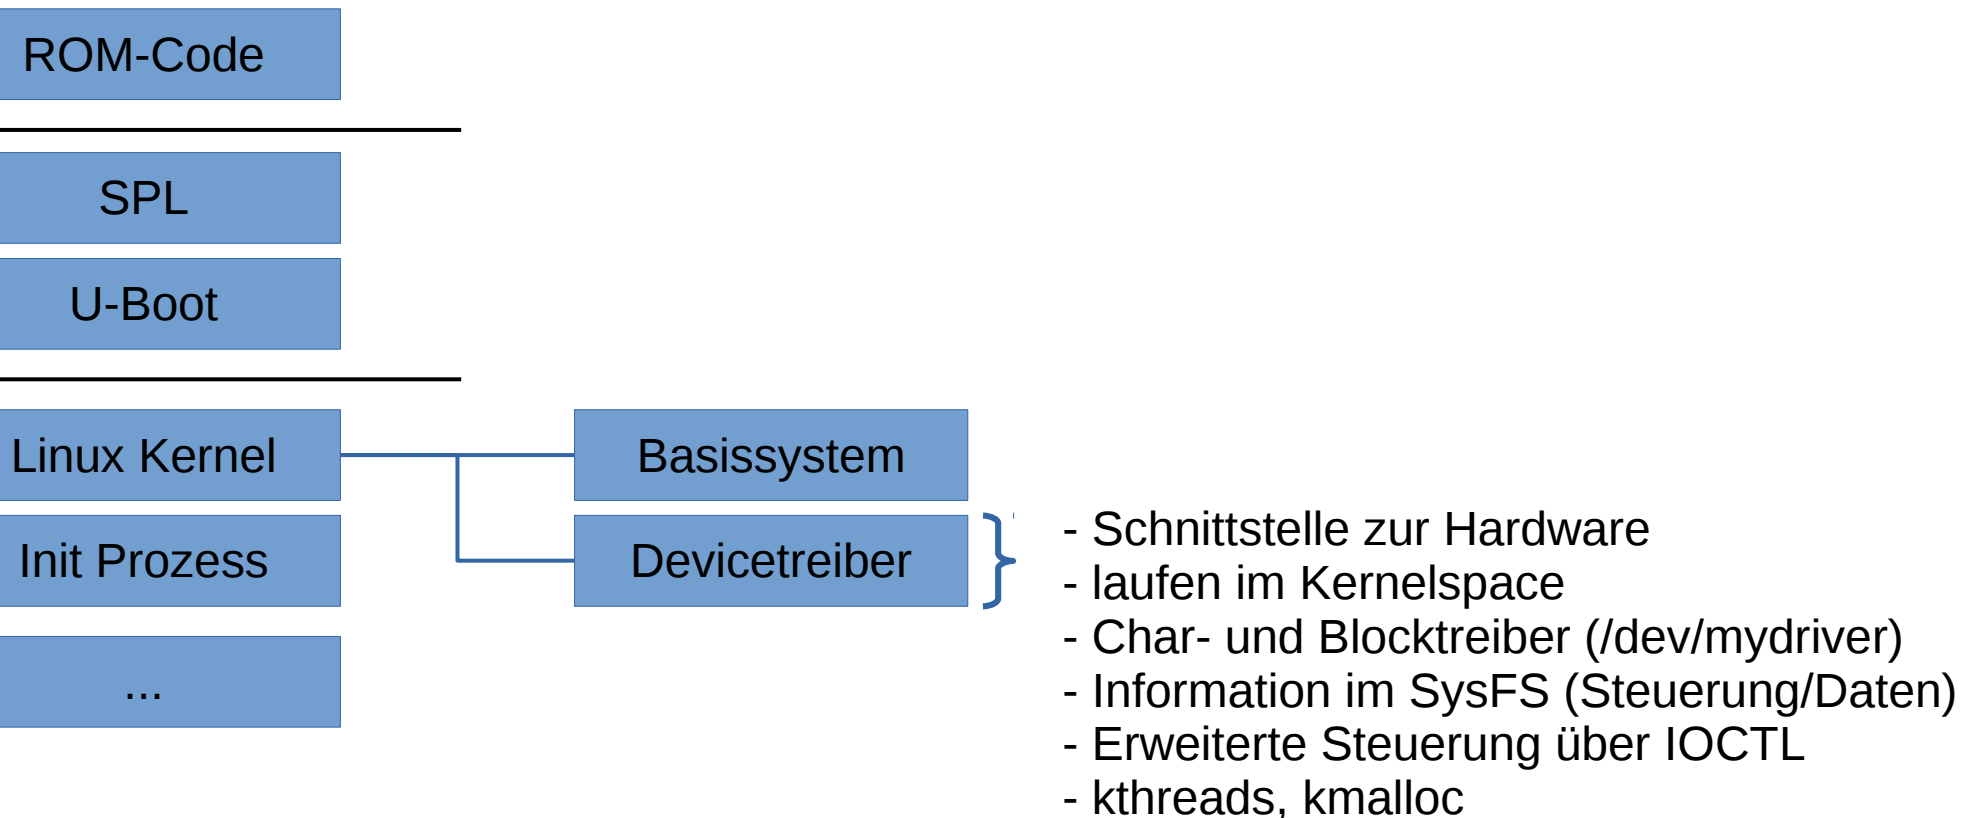 ROM-Code
SPL
U-Boot
Linux Kernel
Basissystem
Init Prozess
Devicetreiber
...
- Schnittstelle zur Hardware
- laufen im Kernelspace
- Char- und Blocktreiber (/dev/mydriver)
- Information im SysFS (Steuerung/Daten)
- Erweiterte Steuerung über IOCTL
- kthreads, kmalloc